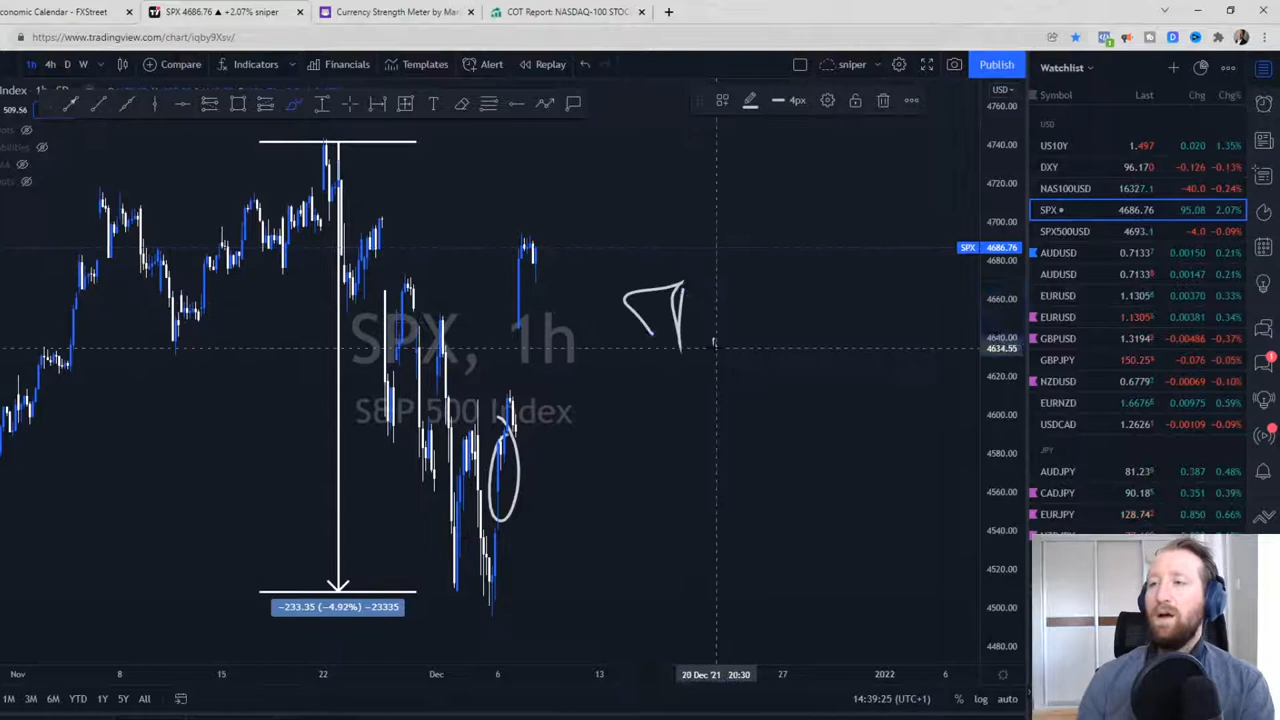 conomic Calendar - FXStreet
SPX 4686.76 ▲ +2.07% sniper
Currency Strength Meter by Mar
COT Report: NASDAQ-100 STOC
https://www.tradingview.com/chart/iqby9Xsv/
1h 4h D W Compare Indicators Financials Templates Alert Replay sniper Publish
Index · 1h
509.56
4px
USD
4760.00
4740.00
4720.00
4700.00
SPX 4686.76
4680.00
4660.00
4640.00
4634.55
4620.00
4600.00
4580.00
4560.00
4540.00
4520.00
4500.00
4480.00
SPX, 1h
S&P 500 Index
−233.35 (−4.92%) −23335
Nov 8 15 22 Dec 6 13 20 Dec '21 20:30 27 2022 6
1M 3M 6M YTD 1Y 5Y All
14:39:25 (UTC+1) % log auto
Watchlist
Symbol Last Chg Chg%
USD
US10Y 1.497 0.020 1.35%
DXY 96.170 -0.126 -0.13%
NAS100USD 16327.1 -40.0 -0.24%
SPX 4686.76 95.08 2.07%
SPX500USD 4693.1 -4.0 -0.09%
AUDUSD 0.71337 0.00150 0.21%
AUDUSD 0.7133 0.00147 0.21%
EURUSD 1.1305 0.00370 0.33%
EURUSD 1.1305 0.00381 0.34%
GBPUSD 1.3194 -0.00486 -0.37%
GBPJPY 150.25 -0.076 -0.05%
NZDUSD 0.6779 -0.00069 -0.10%
EURNZD 1.6676 0.00975 0.59%
USDCAD 1.2626 -0.00109 -0.09%
JPY
AUDJPY 81.23 0.387 0.48%
CADJPY 90.18 0.351 0.39%
EURJPY 128.74 0.850 0.66%